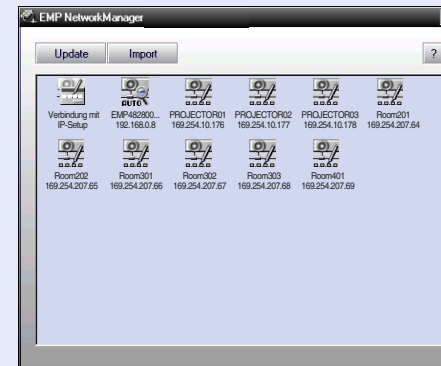 EMP NetworkManager
Update Import ?
AUTO
Verbindung mit EMP482800... PROJECTOR01 PROJECTOR02 PROJECTOR03 Room201
IP-Setup 192.168.0.8 169.254.10.176 169.254.10.177 169.254.10.178 169.254.207.64
Room202 Room301 Room302 Room303 Room401
169.254.207.65 169.254.207.66 169.254.207.67 169.254.207.68 169.254.207.69